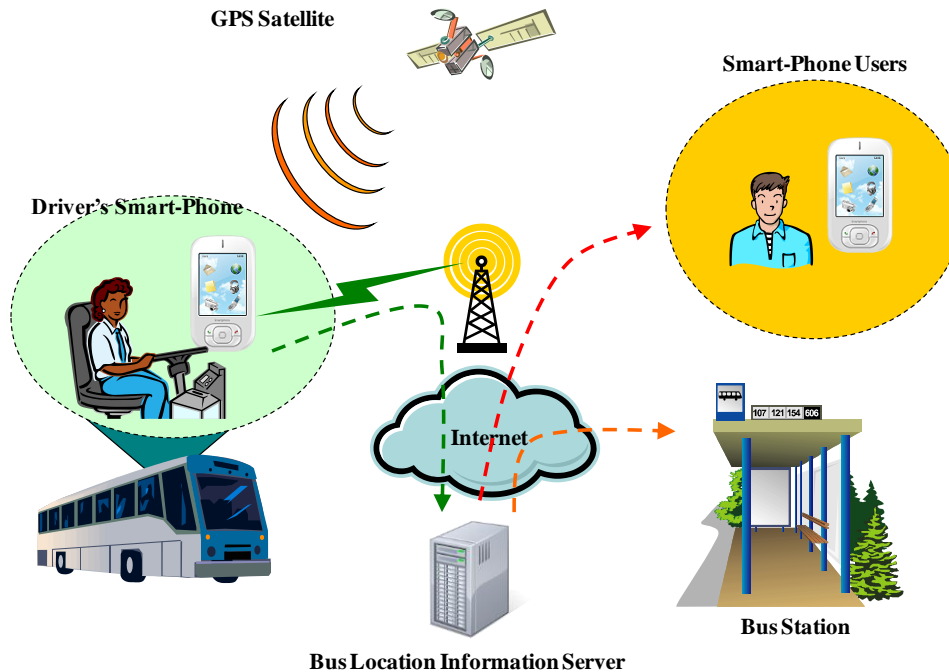 GPS Satellite
Smart-Phone Users
Driver's Smart-Phone
107 121 154 606
Internet
Bus Station
Bus Location Information Server